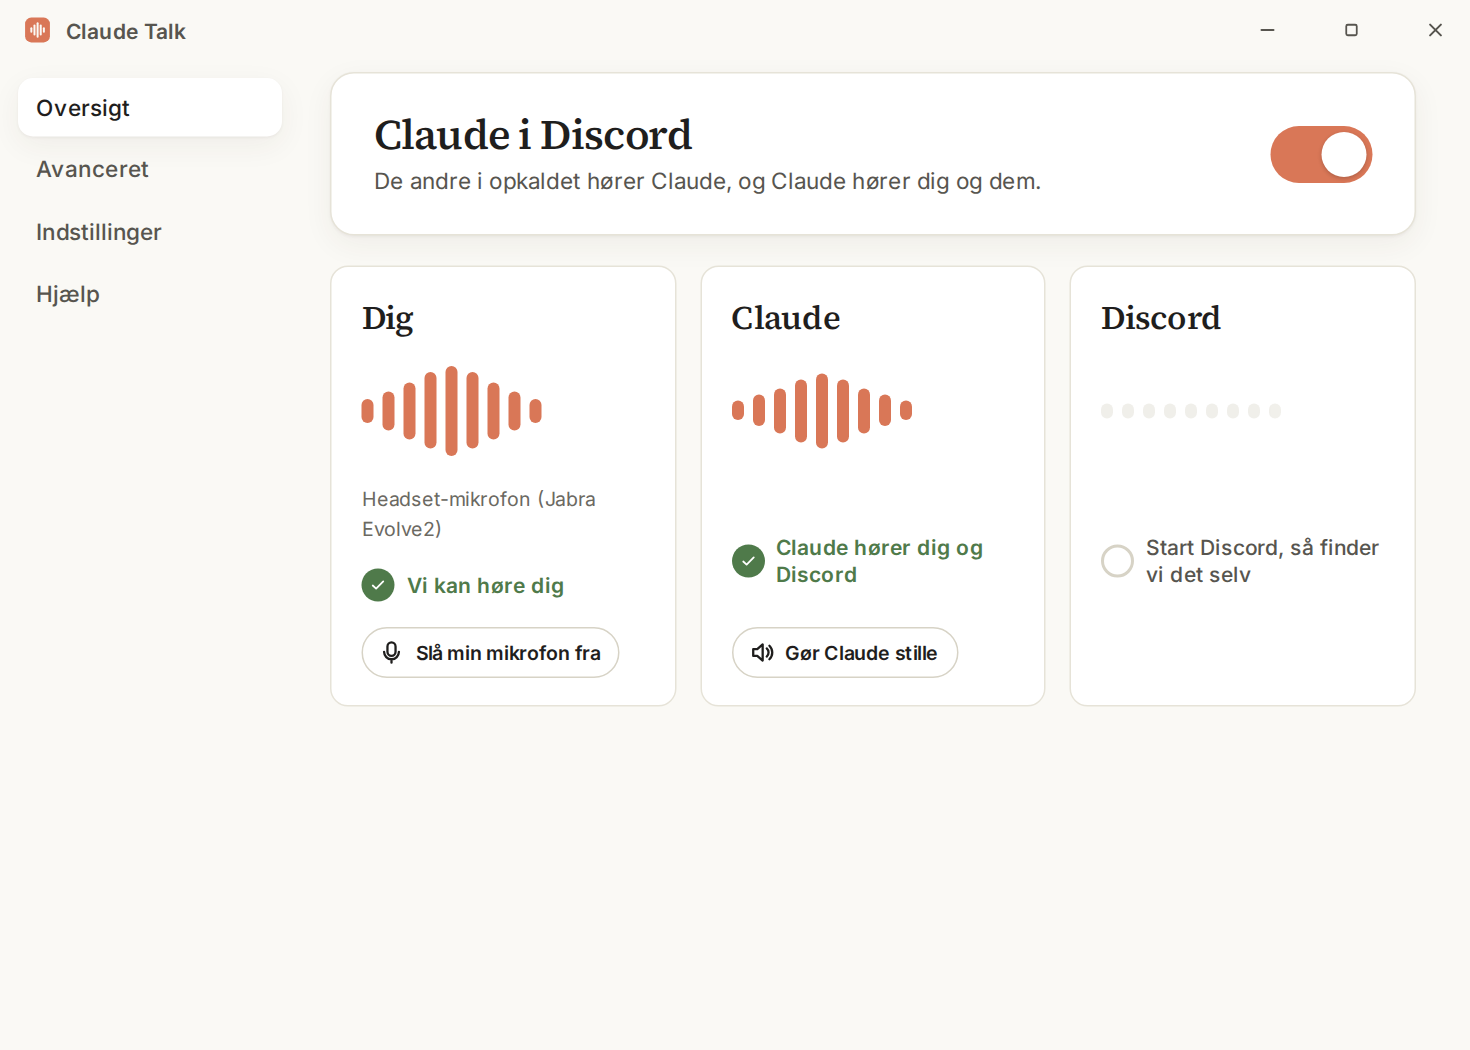 Claude Talk
Oversigt
Avanceret
Indstillinger
Hjælp
Claude i Discord
De andre i opkaldet hører Claude, og Claude hører dig og dem.
Dig
Headset-mikrofon (Jabra
Evolve2)
Vi kan høre dig
Slå min mikrofon fra
Claude
Claude hører dig og
Discord
Gør Claude stille
Discord
Start Discord, så finder
vi det selv